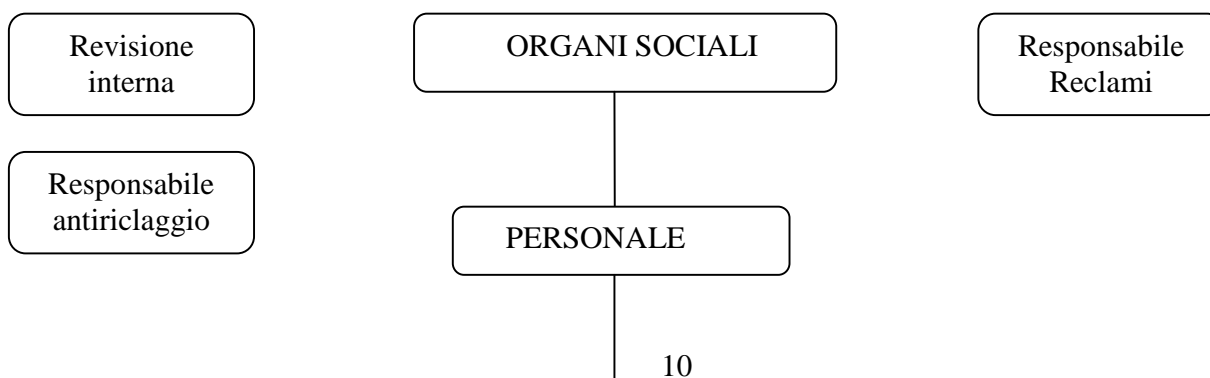 Revisione
interna
ORGANI SOCIALI
Responsabile
Reclami
Responsabile
antiriclaggio
PERSONALE
10